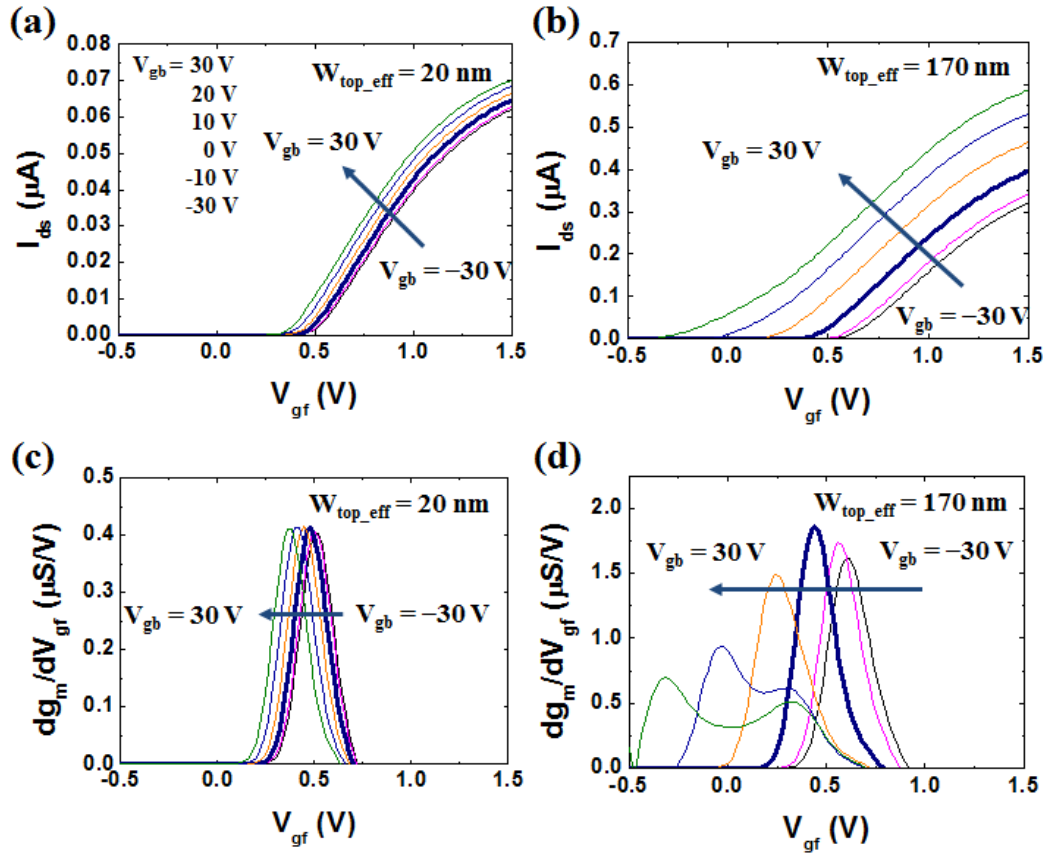 (a)
0.08
0.07
0.06
0.05
0.04
0.03
0.02
0.01
0.00
I_ds (μA)
V_gb = 30 V
20 V
10 V
0 V
-10 V
-30 V
W_top_eff = 20 nm
V_gb = 30 V
V_gb = −30 V
-0.5 0.0 0.5 1.0 1.5
V_gf (V)
(b)
0.7
0.6
0.5
0.4
0.3
0.2
0.1
0.0
I_ds (μA)
W_top_eff = 170 nm
V_gb = 30 V
V_gb = −30 V
-0.5 0.0 0.5 1.0 1.5
V_gf (V)
(c)
0.5
0.4
0.3
0.2
0.1
0.0
dg_m/dV_gf (μS/V)
W_top_eff = 20 nm
V_gb = 30 V
V_gb = −30 V
-0.5 0.0 0.5 1.0 1.5
V_gf (V)
(d)
2.0
1.5
1.0
0.5
0.0
dg_m/dV_gf (μS/V)
W_top_eff = 170 nm
V_gb = 30 V
V_gb = −30 V
-0.5 0.0 0.5 1.0 1.5
V_gf (V)